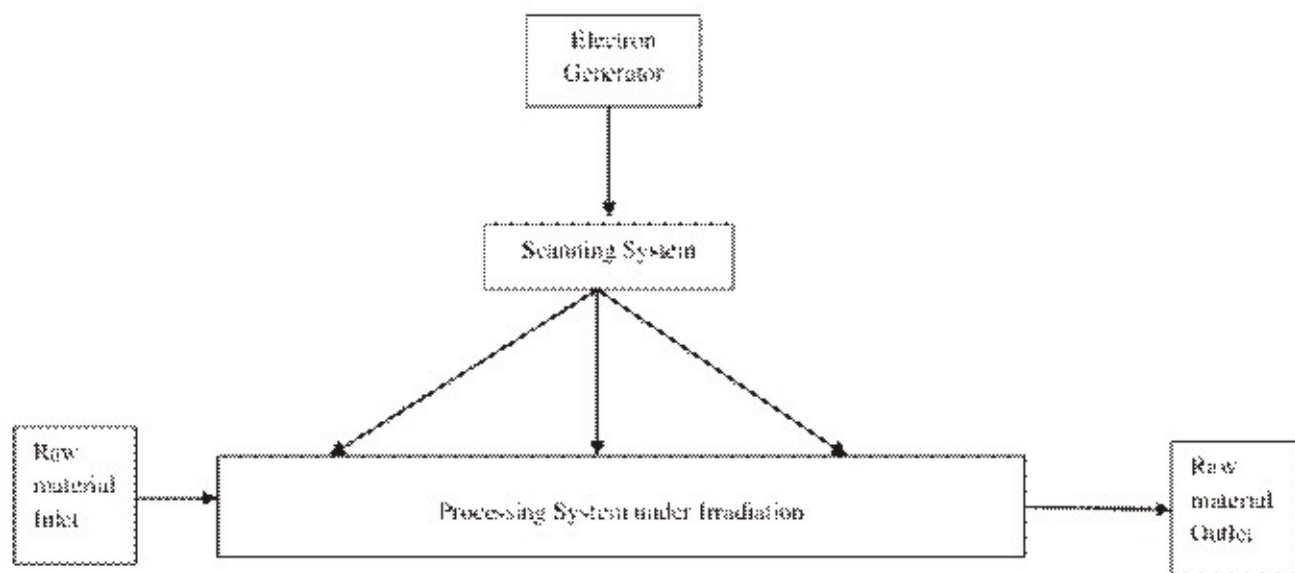 Electron
Generator
Scanning System
Raw
material
Inlet
Processing System under Irradiation
Raw
material
Outlet